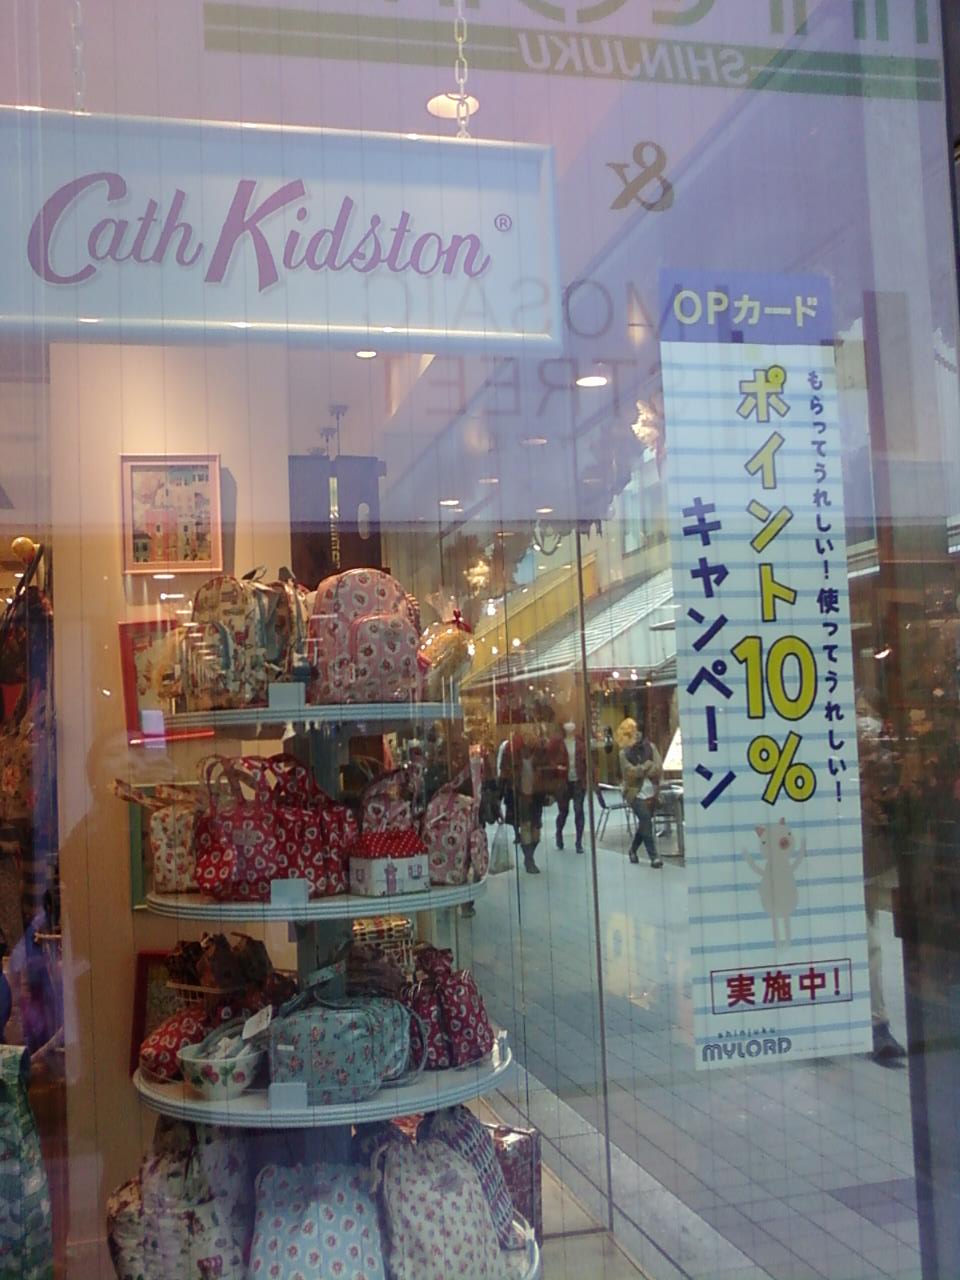 SHINJUKU
&
Cath Kidston®
MOSAIC
STREET
OPカード
もらってうれしい!使ってうれしい!
ポイント10%
キャンペーン
実施中!
shinjuku
MYLORD